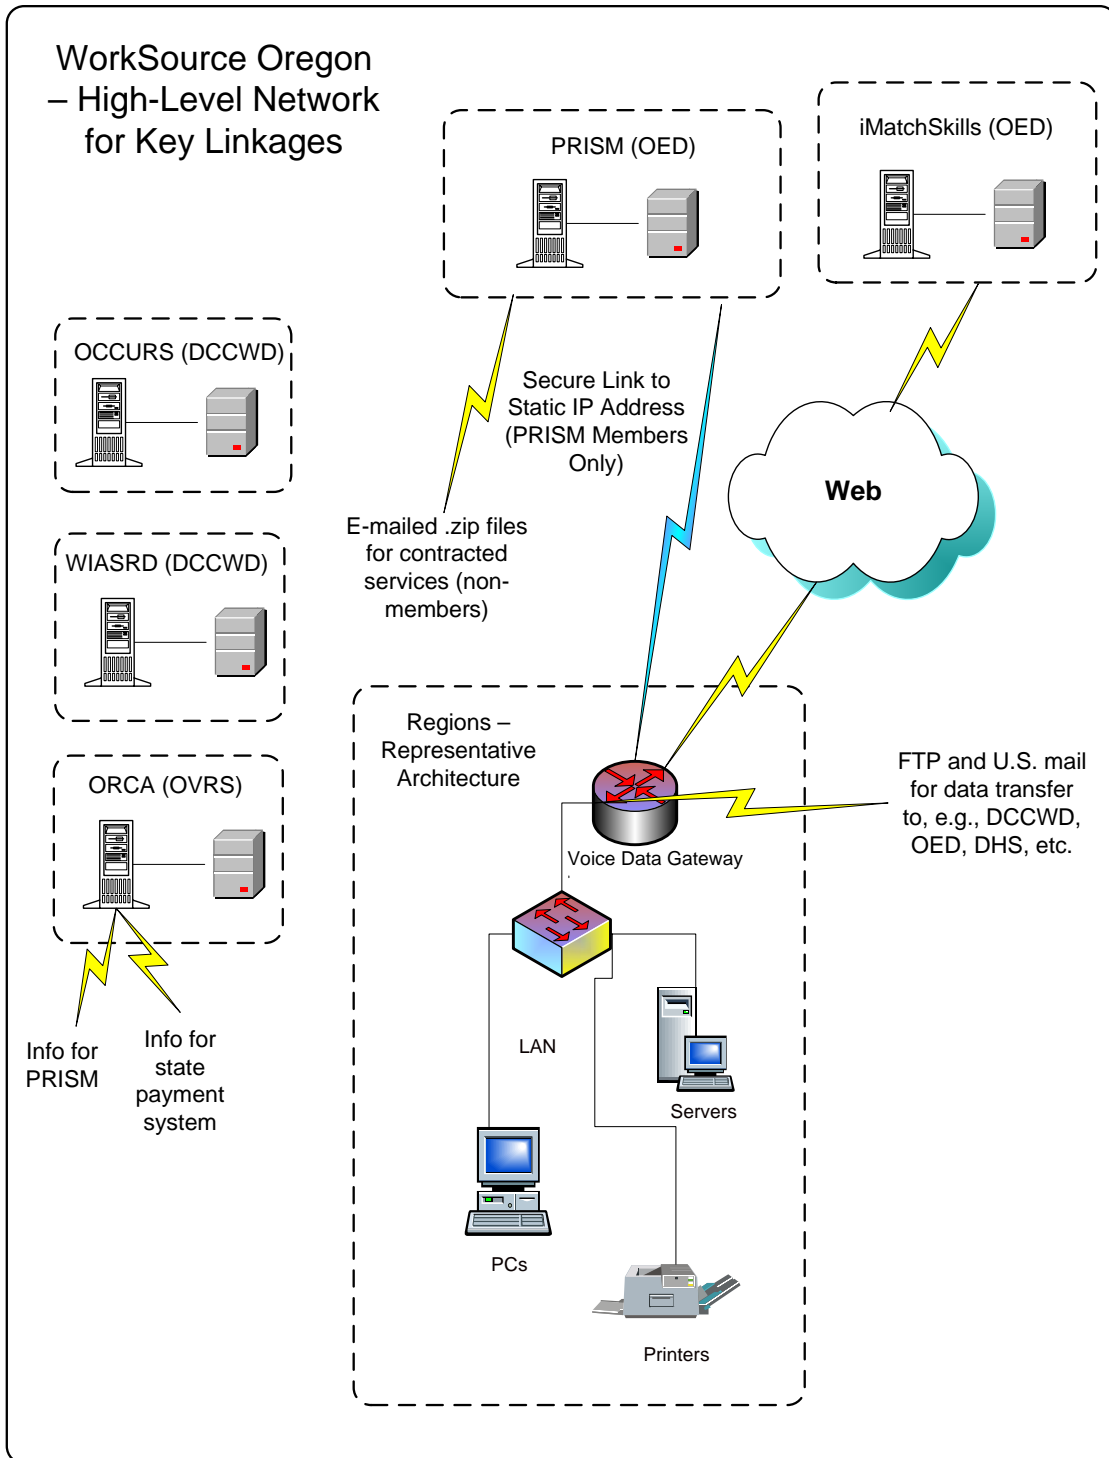 WorkSource Oregon
– High-Level Network
for Key Linkages
PRISM (OED)
iMatchSkills (OED)
OCCURS (DCCWD)
Secure Link to
Static IP Address
(PRISM Members
Only)
Web
E-mailed .zip files
for contracted
services (non-
members)
WIASRD (DCCWD)
Regions –
Representative
Architecture
ORCA (OVRS)
FTP and U.S. mail
for data transfer
to, e.g., DCCWD,
OED, DHS, etc.
Voice Data Gateway
LAN
Info for
PRISM
Info for
state
payment
system
Servers
PCs
Printers